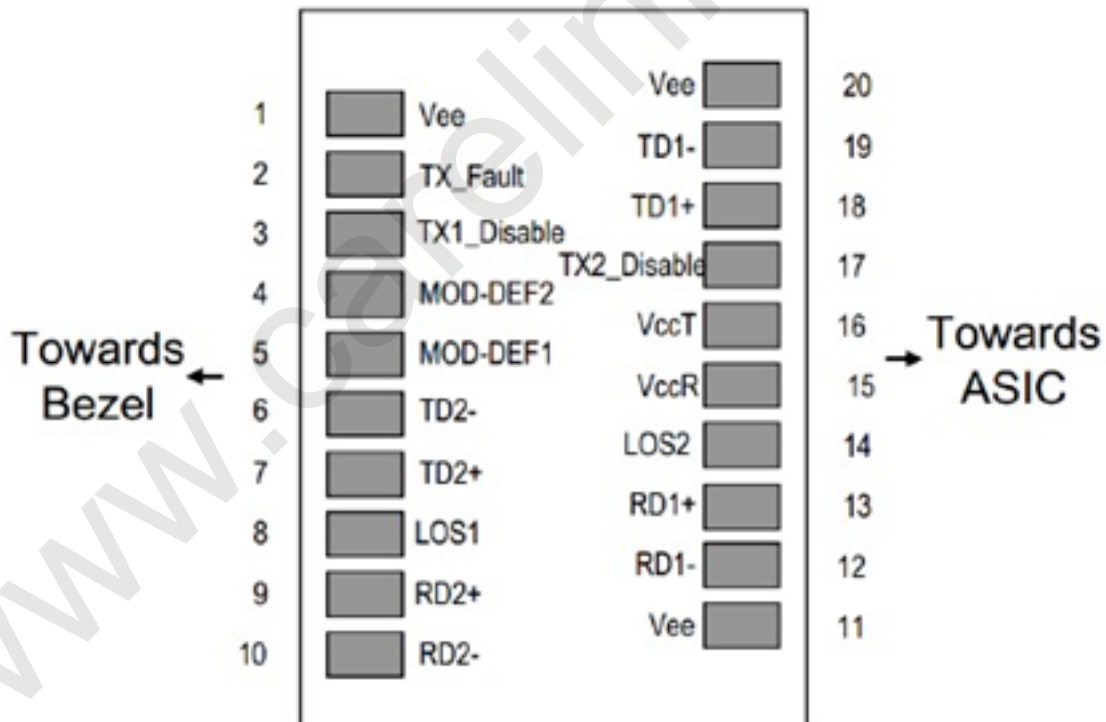 1 Vee
2 TX_Fault
3 TX1_Disable
4 MOD-DEF2
5 MOD-DEF1
6 TD2-
7 TD2+
8 LOS1
9 RD2+
10 RD2-
Vee 20
TD1- 19
TD1+ 18
TX2_Disable 17
VccT 16
VccR 15
LOS2 14
RD1+ 13
RD1- 12
Vee 11
Towards
Bezel
Towards
ASIC